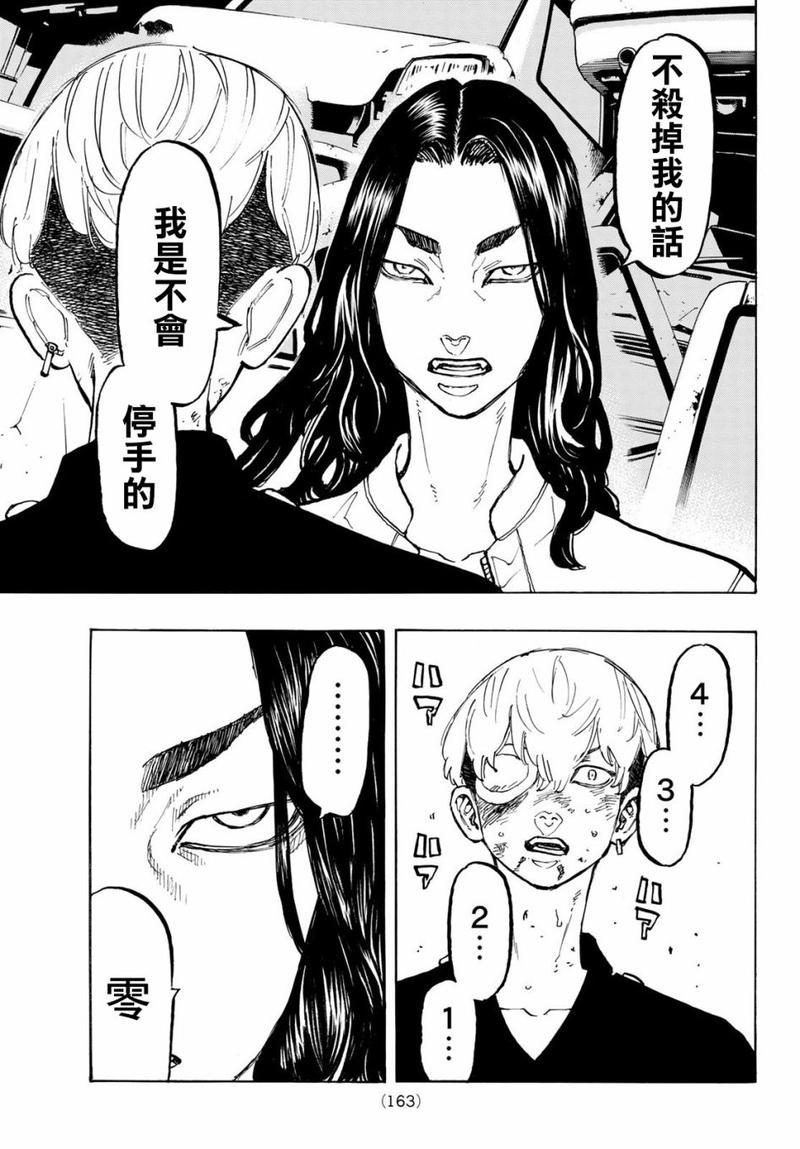 不殺掉我的話
我是不會
停手的
4…
3…
2…
1…
ハァ
ハァ
ハァ
………
零
(163)